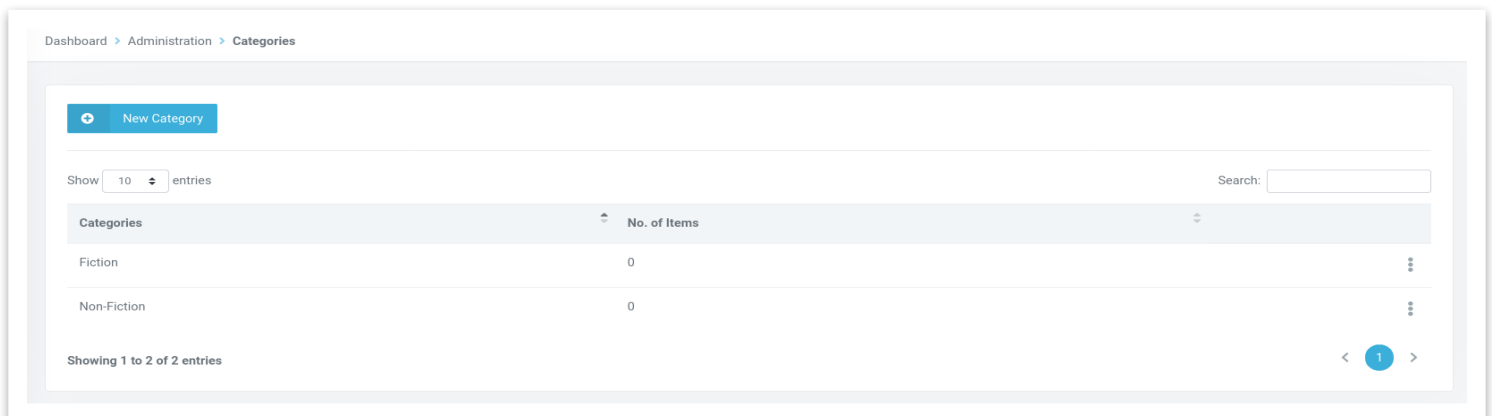 Dashboard > Administration > Categories
New Category
Show 10 entries
Search:
Categories No. of Items
Fiction 0
Non-Fiction 0
Showing 1 to 2 of 2 entries
< 1 >